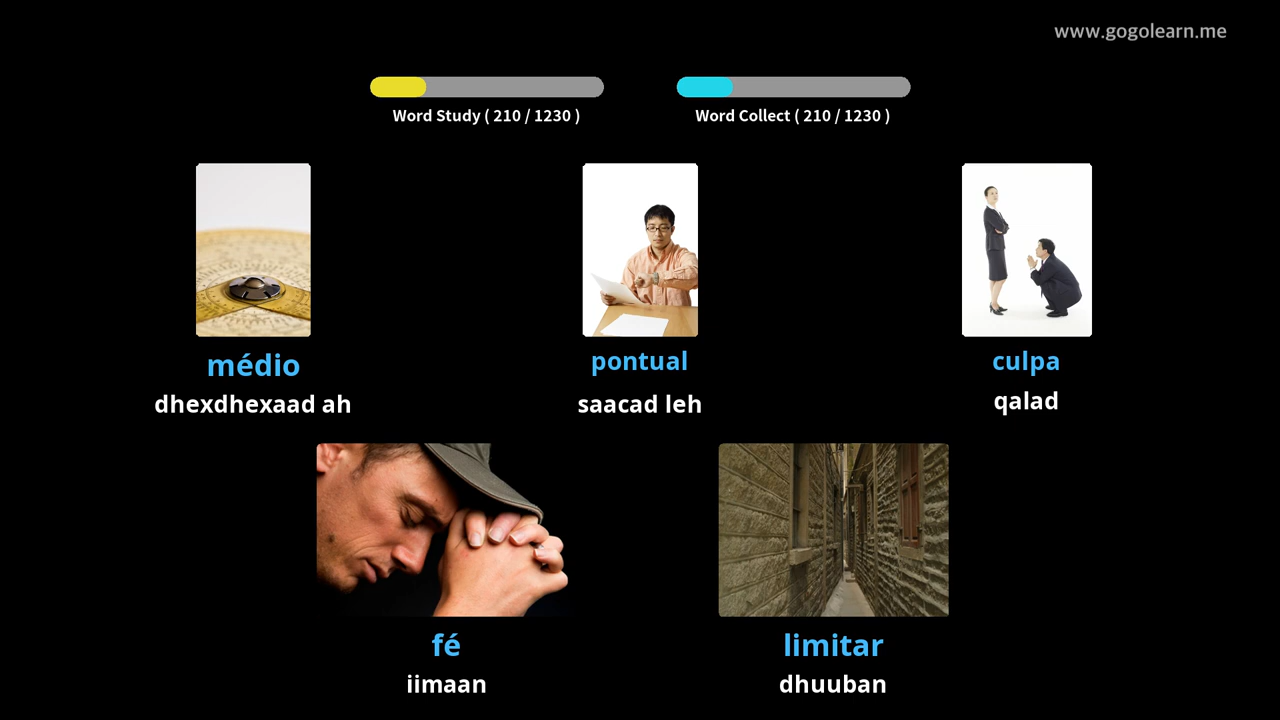 www.gogolearn.me
Word Study ( 210 / 1230 )
Word Collect ( 210 / 1230 )
médio
pontual
culpa
dhexdhexaad ah
saacad leh
qalad
fé
limitar
iimaan
dhuuban